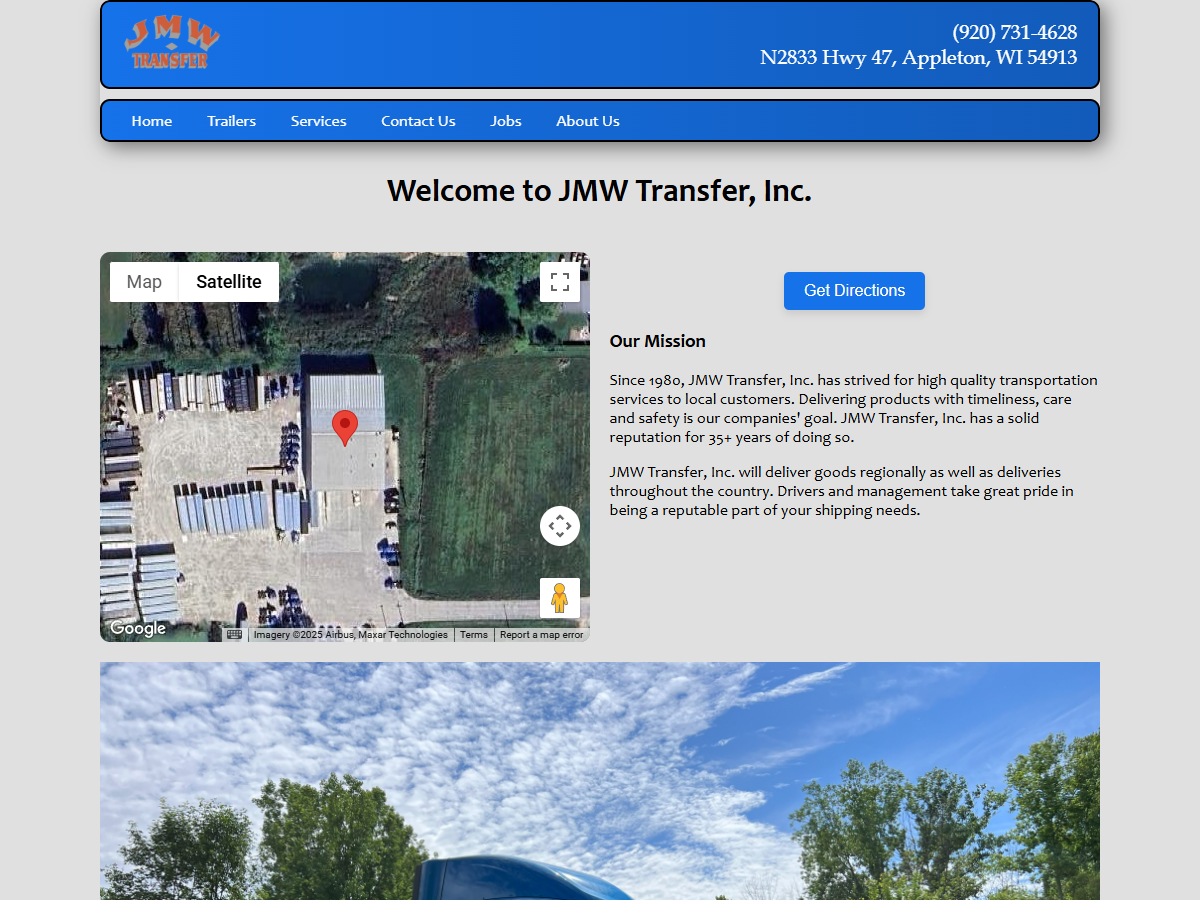 JMW
TRANSFER
(920) 731-4628
N2833 Hwy 47, Appleton, WI 54913
Home
Trailers
Services
Contact Us
Jobs
About Us
Welcome to JMW Transfer, Inc.
Map
Satellite
Google
Imagery ©2025 Airbus, Maxar Technologies
Terms
Report a map error
Get Directions
Our Mission
Since 1980, JMW Transfer, Inc. has strived for high quality transportation
services to local customers. Delivering products with timeliness, care
and safety is our companies' goal. JMW Transfer, Inc. has a solid
reputation for 35+ years of doing so.
JMW Transfer, Inc. will deliver goods regionally as well as deliveries
throughout the country. Drivers and management take great pride in
being a reputable part of your shipping needs.